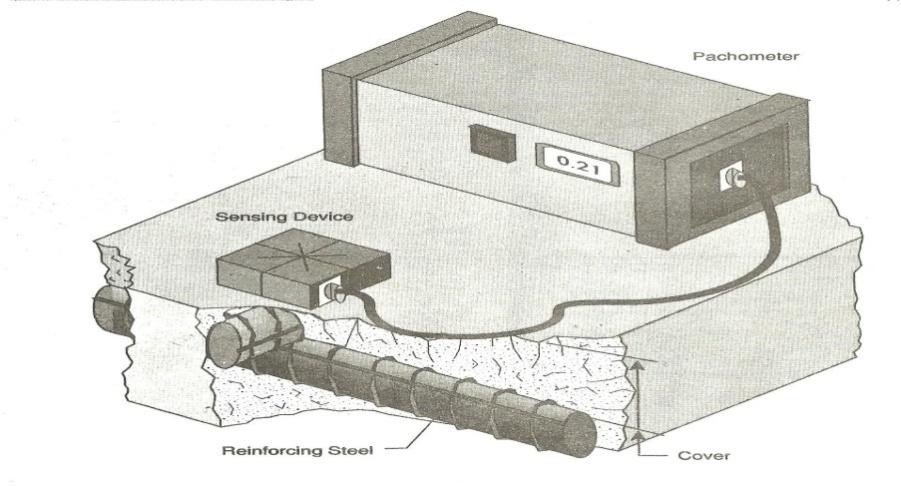 Pachometer
0.21
Sensing Device
Reinforcing Steel
Cover